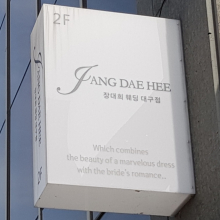 2F
JANG DAE HEE
장대희 웨딩 대구점
Which combines
the beauty of a marvelous dress
with the bride's romance...